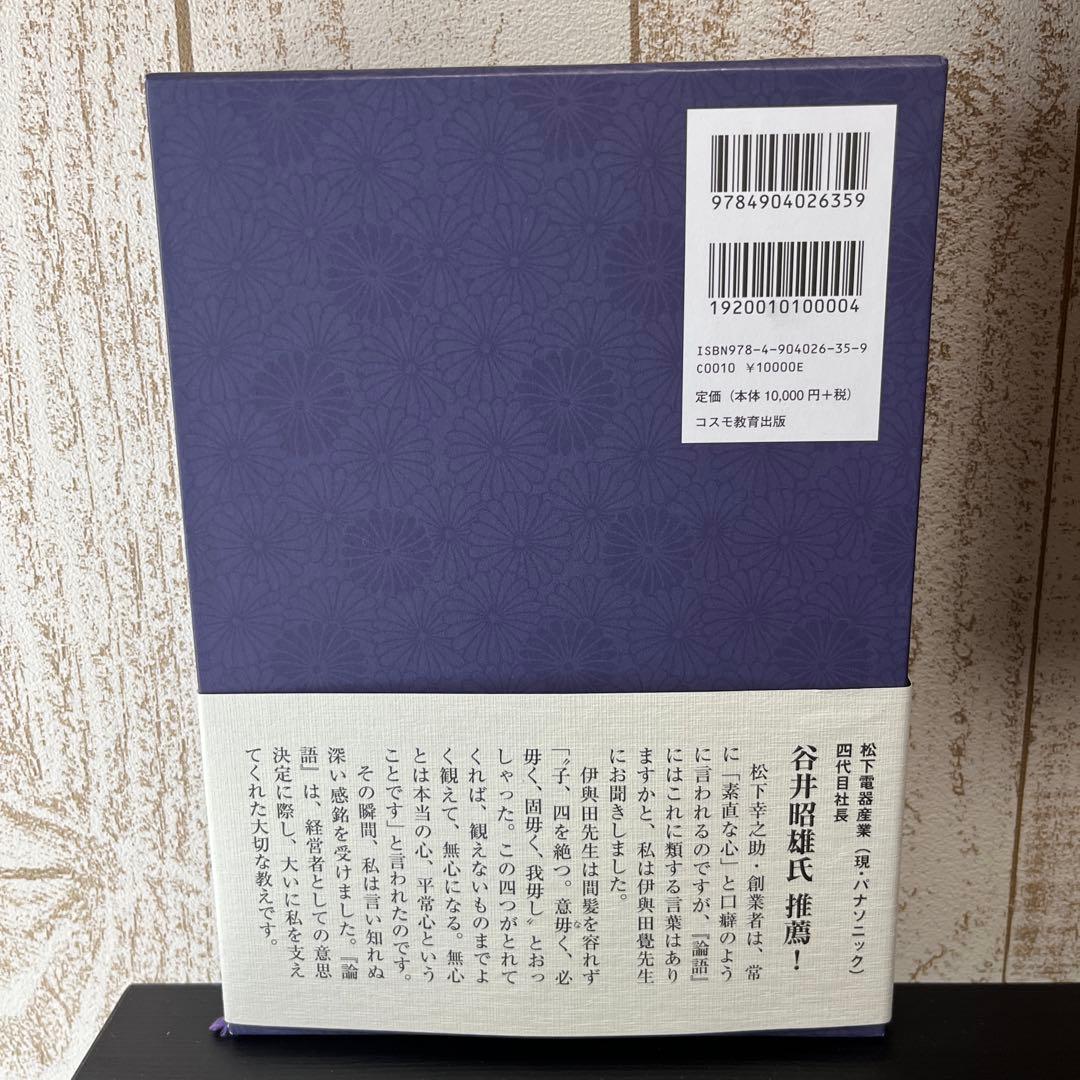 9784904026359
1920010100004
ISBN978-4-904026-35-9
C0010 ¥10000E
定価（本体10,000円＋税）
コスモ教育出版
松下電器産業（現・パナソニック）
四代目社長
谷井昭雄氏 推薦！
松下幸之助・創業者は、常
に「素直な心」と口癖のよう
に言われるのですが、『論語』
にはこれに類する言葉はあり
ますかと、私は伊與田覺先生
にお聞きしました。
伊與田先生は間髪を容れず
「〝子、四を絶つ。意毋く、必
毋く、固毋く、我毋し〟とおっ
しゃった。この四つがとれて
くれば、観えないものまでよ
く観えて、無心になる。無心
とは本当の心、平常心という
ことです」と言われたのです。
その瞬間、私は言い知れぬ
深い感銘を受けました。『論
語』は、経営者としての意思
決定に際し、大いに私を支え
てくれた大切な教えです。